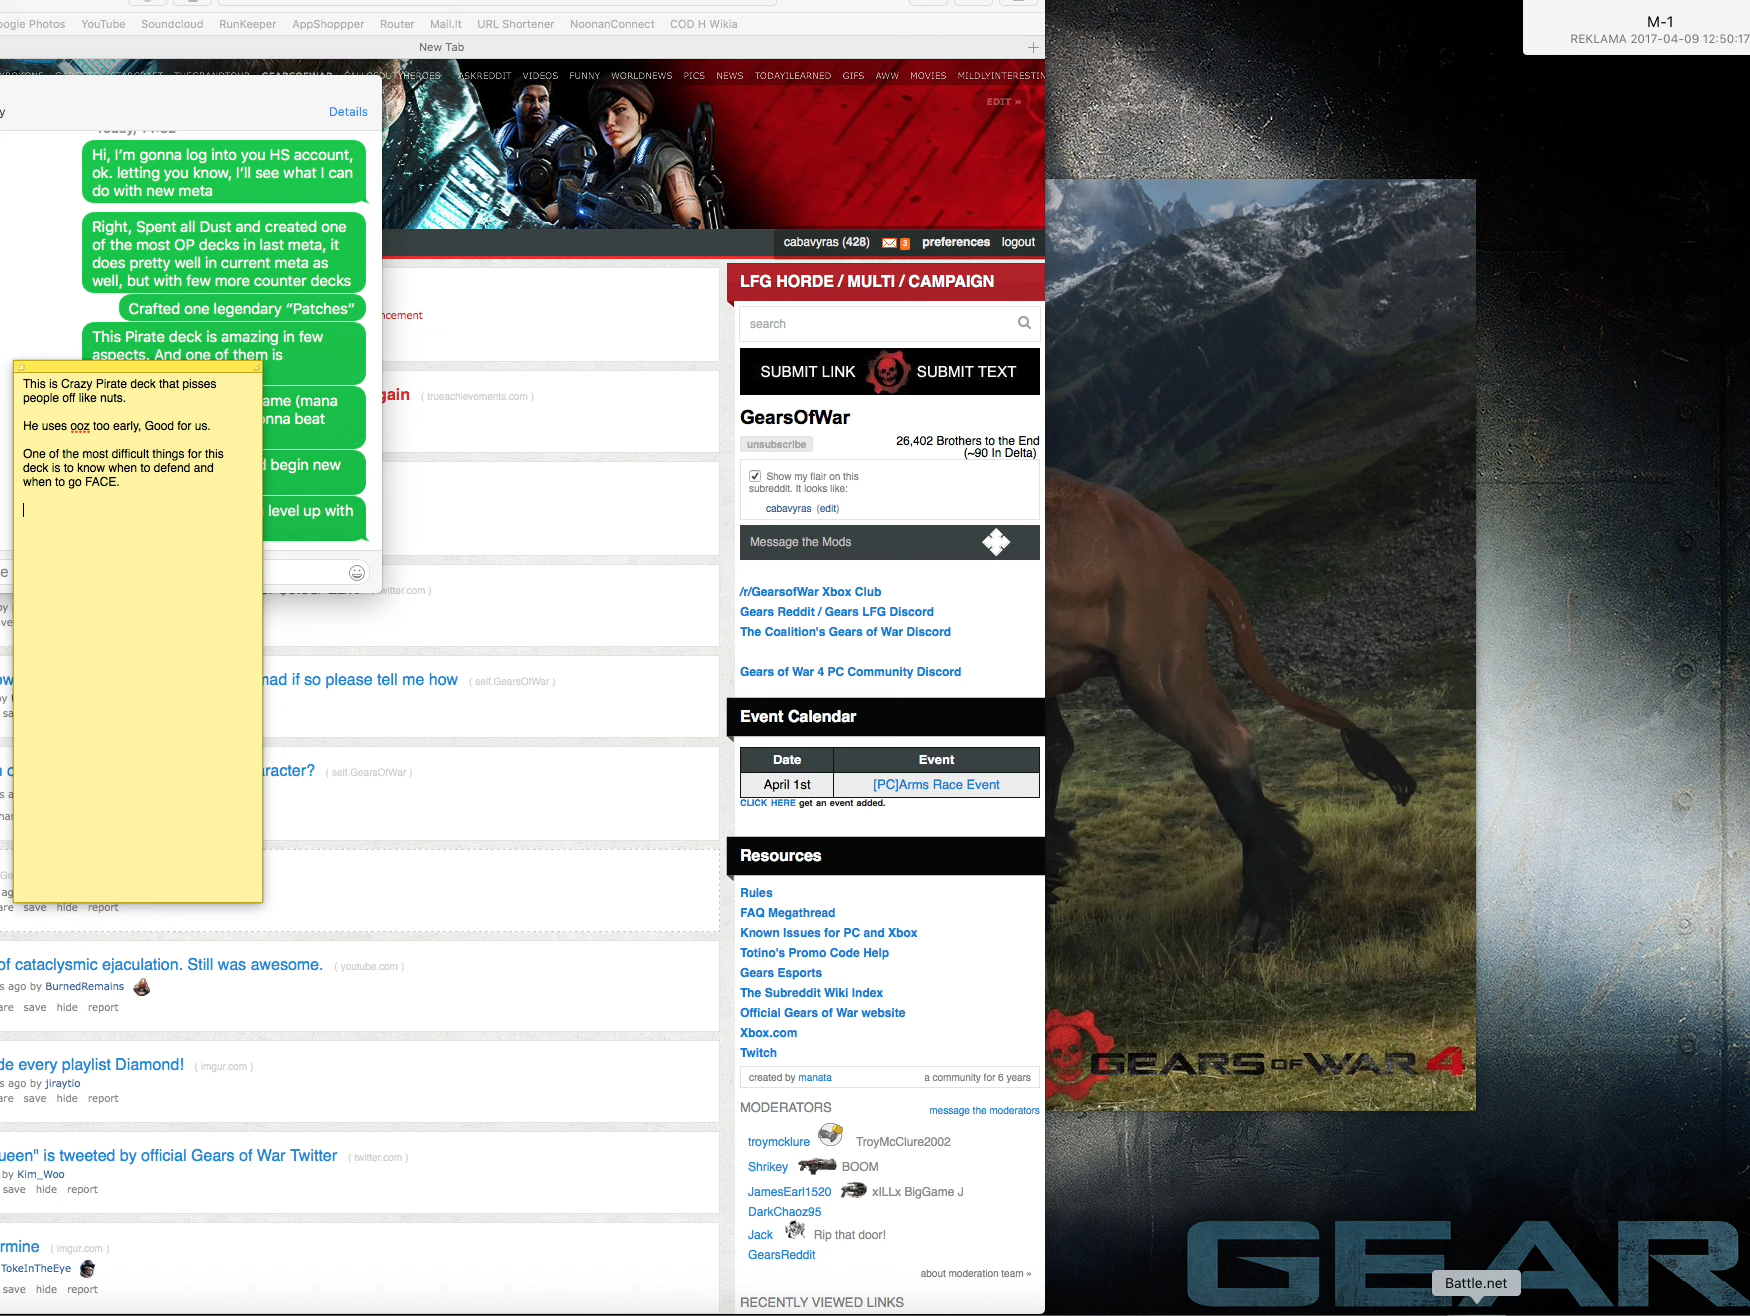 Google Photos YouTube Soundcloud RunKeeper AppShoppper Router Mail.lt URL Shortener NoonanConnect COD H Wikia
New Tab
GEARSOFWAR CALLOFDUTY HEROES ASKREDDIT VIDEOS FUNNY WORLDNEWS PICS NEWS TODAYILEARNED GIFS AWW MOVIES MILDLYINTERESTIN
EDIT »
M-1
REKLAMA 2017-04-09 12:50:17
y
Details
Hi, I'm gonna log into you HS account,
ok. letting you know, I'll see what I can
do with new meta
Right, Spent all Dust and created one
of the most OP decks in last meta, it
does pretty well in current meta as
well, but with few more counter decks
Crafted one legendary "Patches"
This Pirate deck is amazing in few
aspects. And one of them is
ame (mana
nna beat
begin new
level up with
This is Crazy Pirate deck that pisses
people off like nuts.
He uses ooz too early, Good for us.
One of the most difficult things for this
deck is to know when to defend and
when to go FACE.
cabavyras (428) 3 preferences logout
ncement
gain ( trueachievements.com )
twitter.com )
mad if so please tell me how ( self.GearsOfWar )
aracter? ( self.GearsOfWar )
are save hide report
of cataclysmic ejaculation. Still was awesome. ( youtube.com )
s ago by BurnedRemains
are save hide report
de every playlist Diamond! ( imgur.com )
s ago by jiraytio
are save hide report
ueen" is tweeted by official Gears of War Twitter ( twitter.com )
by Kim_Woo
save hide report
rmine ( imgur.com )
TokeInTheEye
save hide report
LFG HORDE / MULTI / CAMPAIGN
search
SUBMIT LINK SUBMIT TEXT
GearsOfWar
unsubscribe 26,402 Brothers to the End
(~90 In Delta)
Show my flair on this
subreddit. It looks like:
cabavyras (edit)
Message the Mods
/r/GearsofWar Xbox Club
Gears Reddit / Gears LFG Discord
The Coalition's Gears of War Discord
Gears of War 4 PC Community Discord
Event Calendar
Date Event
April 1st [PC]Arms Race Event
CLICK HERE get an event added.
Resources
Rules
FAQ Megathread
Known Issues for PC and Xbox
Totino's Promo Code Help
Gears Esports
The Subreddit Wiki Index
Official Gears of War website
Xbox.com
Twitch
created by manata a community for 6 years
MODERATORS message the moderators
troymcklure TroyMcClure2002
Shrikey BOOM
JamesEarl1520 xILLx BigGame J
DarkChaoz95
Jack Rip that door!
GearsReddit
about moderation team »
RECENTLY VIEWED LINKS
GEARS OF WAR 4
GEAR
Battle.net